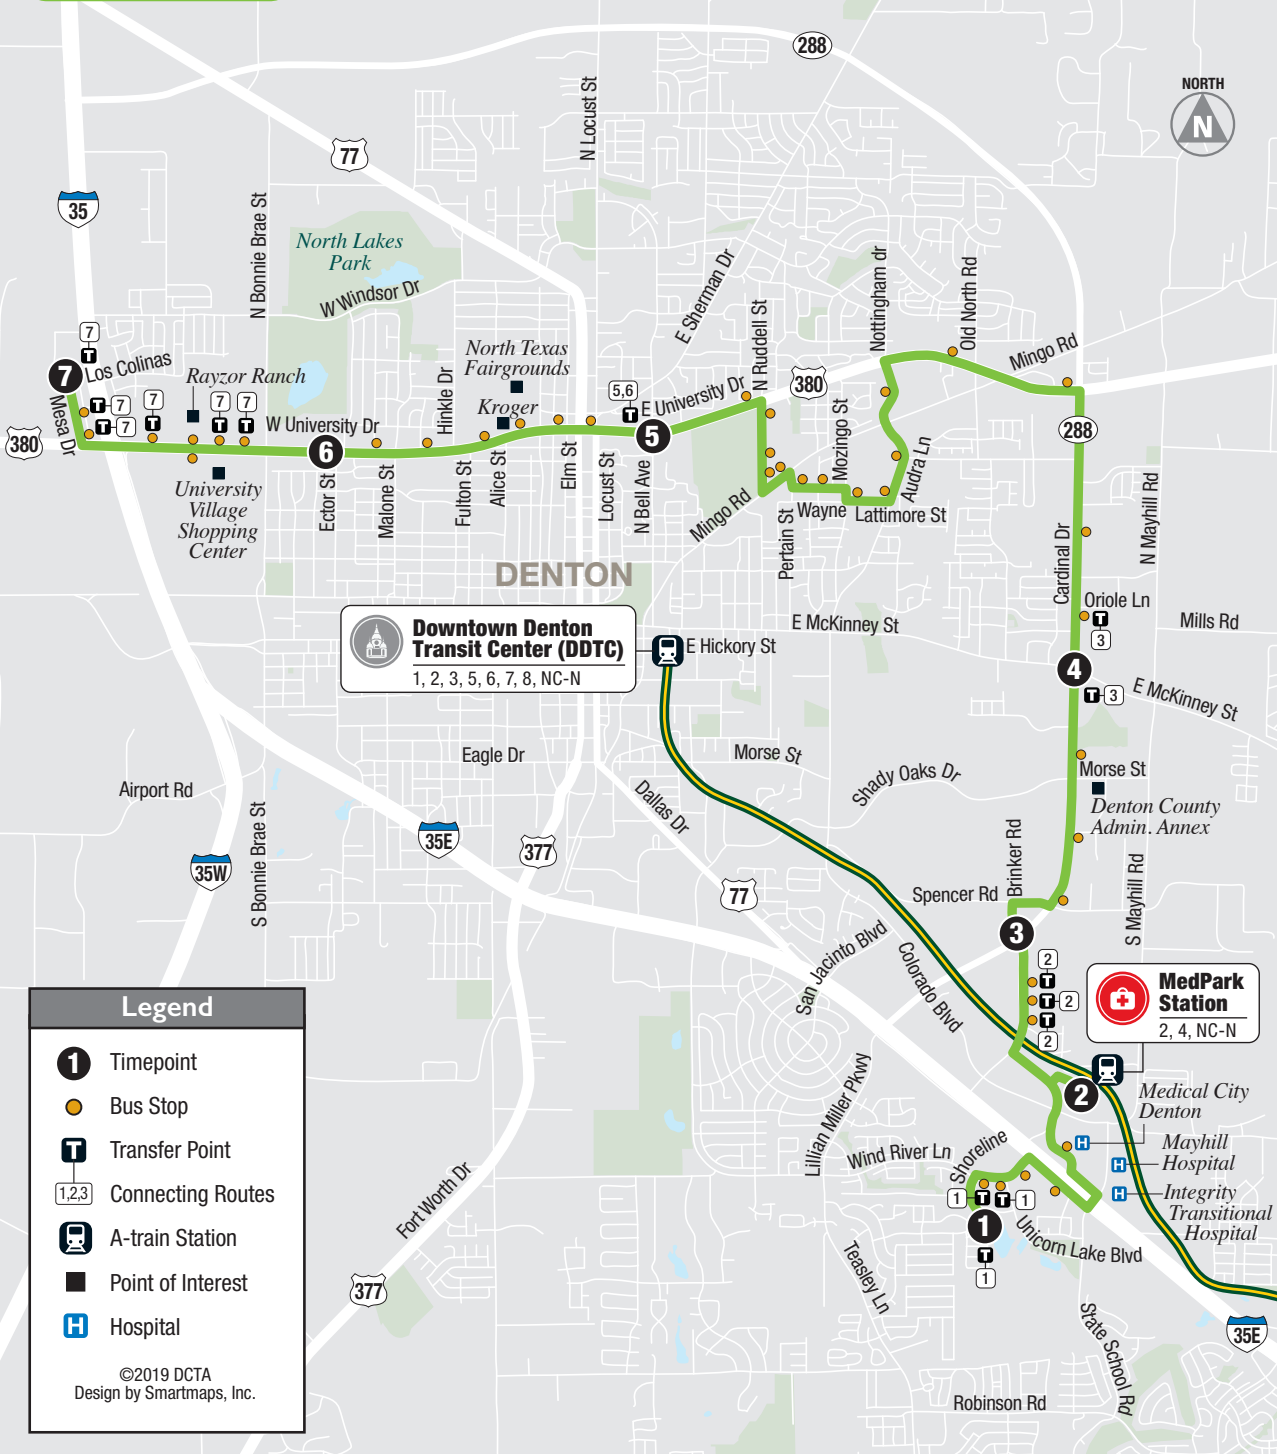 288
NORTH
N
77
N Locust St
35
N Bonnie Brae St
North Lakes
Park
W Windsor Dr
E Sherman Dr
Nottingham dr
Old North Rd
N Ruddell St
Mingo Rd
7
T
7
Los Colinas
Mesa Dr
T 7
T 7
7
T
Rayzor Ranch
7
T
7
T
380
W University Dr
6
Hinkle Dr
North Texas
Fairgrounds
Kroger
5,6
T
E University Dr
5
380
Mozingo St
288
University
Village
Shopping
Center
Ector St
Malone St
Fulton St
Alice St
Elm St
Locust St
N Bell Ave
Mingo Rd
Pertain St
Wayne
Lattimore St
Audra Ln
Cardinal Dr
N Mayhill Rd
DENTON
Oriole Ln
T
3
Mills Rd
E McKinney St
Downtown Denton
Transit Center (DDTC)
1, 2, 3, 5, 6, 7, 8, NC-N
E Hickory St
4
T 3
E McKinney St
Eagle Dr
Morse St
Morse St
Denton County
Admin. Annex
Airport Rd
Shady Oaks Dr
Dallas Dr
35E
377
35W
S Bonnie Brae St
77
Brinker Rd
Spencer Rd
S Mayhill Rd
3
San Jacinto Blvd
Colorado Blvd
2
T
T 2
T
2
MedPark
Station
2, 4, NC-N
2
Medical City
Denton
H
Mayhill
Hospital
H
Integrity
Transitional
Hospital
H
Lillian Miller Pkwy
Wind River Ln
Shoreline
1 T
T 1
1
T
1
Unicorn Lake Blvd
Teasley Ln
State School Rd
35E
Robinson Rd
Fort Worth Dr
377
Legend
1 Timepoint
Bus Stop
T Transfer Point
1,2,3 Connecting Routes
A-train Station
Point of Interest
H Hospital
©2019 DCTA
Design by Smartmaps, Inc.